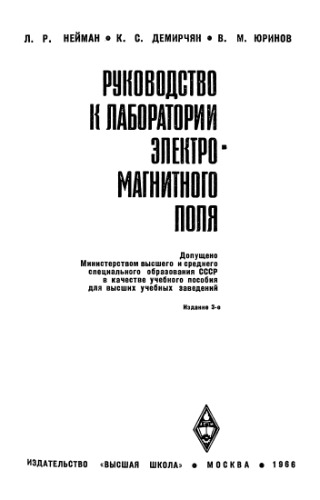 Л. Р. НЕЙМАН • К. С. ДЕМИРЧЯН • В. М. ЮРИНОВ
РУКОВОДСТВО
К ЛАБОРАТОРИИ
ЭЛЕКТРО-
МАГНИТНОГО
ПОЛЯ
Допущено
Министерством высшего и среднего
специального образования СССР
в качестве учебного пособия
для высших учебных заведений
Издание 3-е
ИЗДАТЕЛЬСТВО «ВЫСШАЯ ШКОЛА» • МОСКВА • 1966